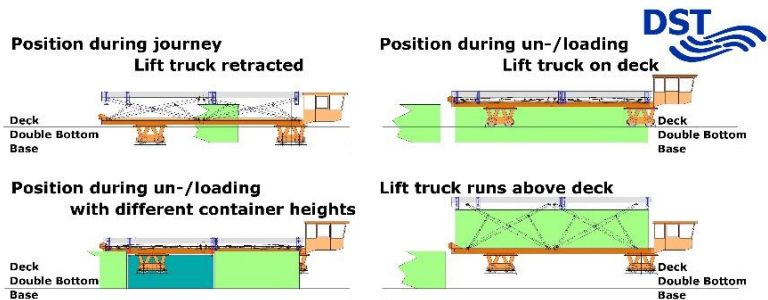 DST
Position during journey
Lift truck retracted
Deck
Double Bottom
Base
Position during un-/loading
Lift truck on deck
Deck
Double Bottom
Base
Position during un-/loading
with different container heights
Deck
Double Bottom
Base
Lift truck runs above deck
Deck
Double Bottom
Base